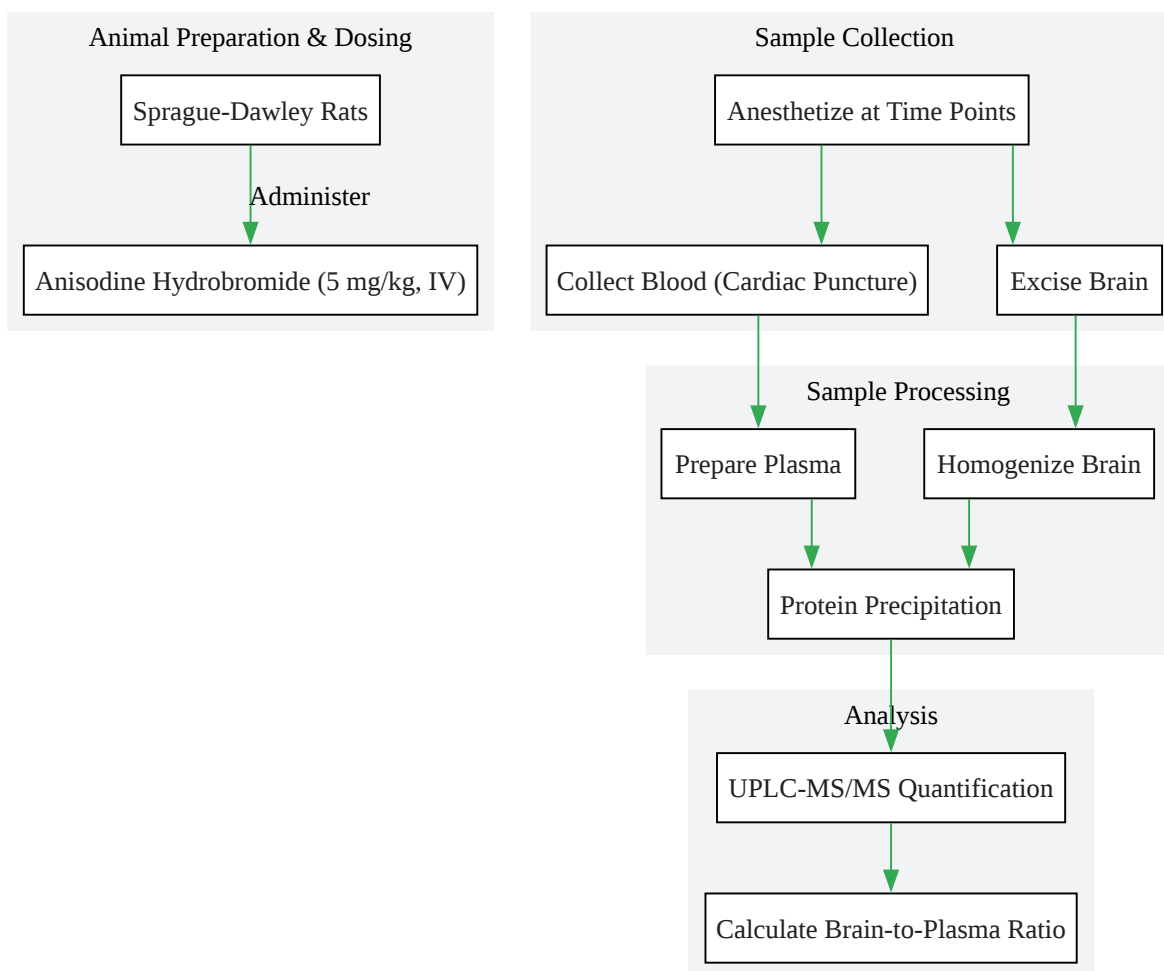 Animal Preparation & Dosing
Sprague-Dawley Rats
Administer
Anisodine Hydrobromide (5 mg/kg, IV)
Sample Collection
Anesthetize at Time Points
Collect Blood (Cardiac Puncture)
Excise Brain
Sample Processing
Prepare Plasma
Homogenize Brain
Protein Precipitation
Analysis
UPLC-MS/MS Quantification
Calculate Brain-to-Plasma Ratio